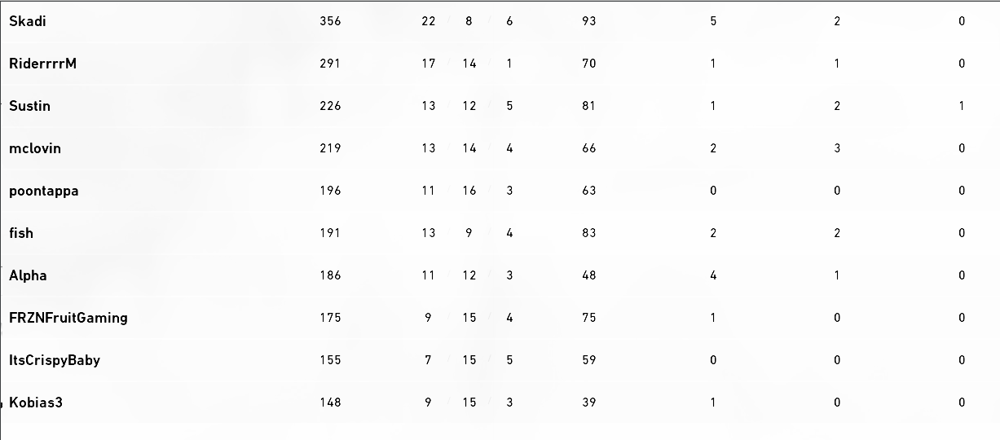 Skadi 356 22 / 8 / 6 93 5 2 0
RiderrrrM 291 17 / 14 / 1 70 1 1 0
Sustin 226 13 / 12 / 5 81 1 2 1
mclovin 219 13 / 14 / 4 66 2 3 0
poontappa 196 11 / 16 / 3 63 0 0 0
fish 191 13 / 9 / 4 83 2 2 0
Alpha 186 11 / 12 / 3 48 4 1 0
FRZNFruitGaming 175 9 / 15 / 4 75 1 0 0
ItsCrispyBaby 155 7 / 15 / 5 59 0 0 0
Kobias3 148 9 / 15 / 3 39 1 0 0